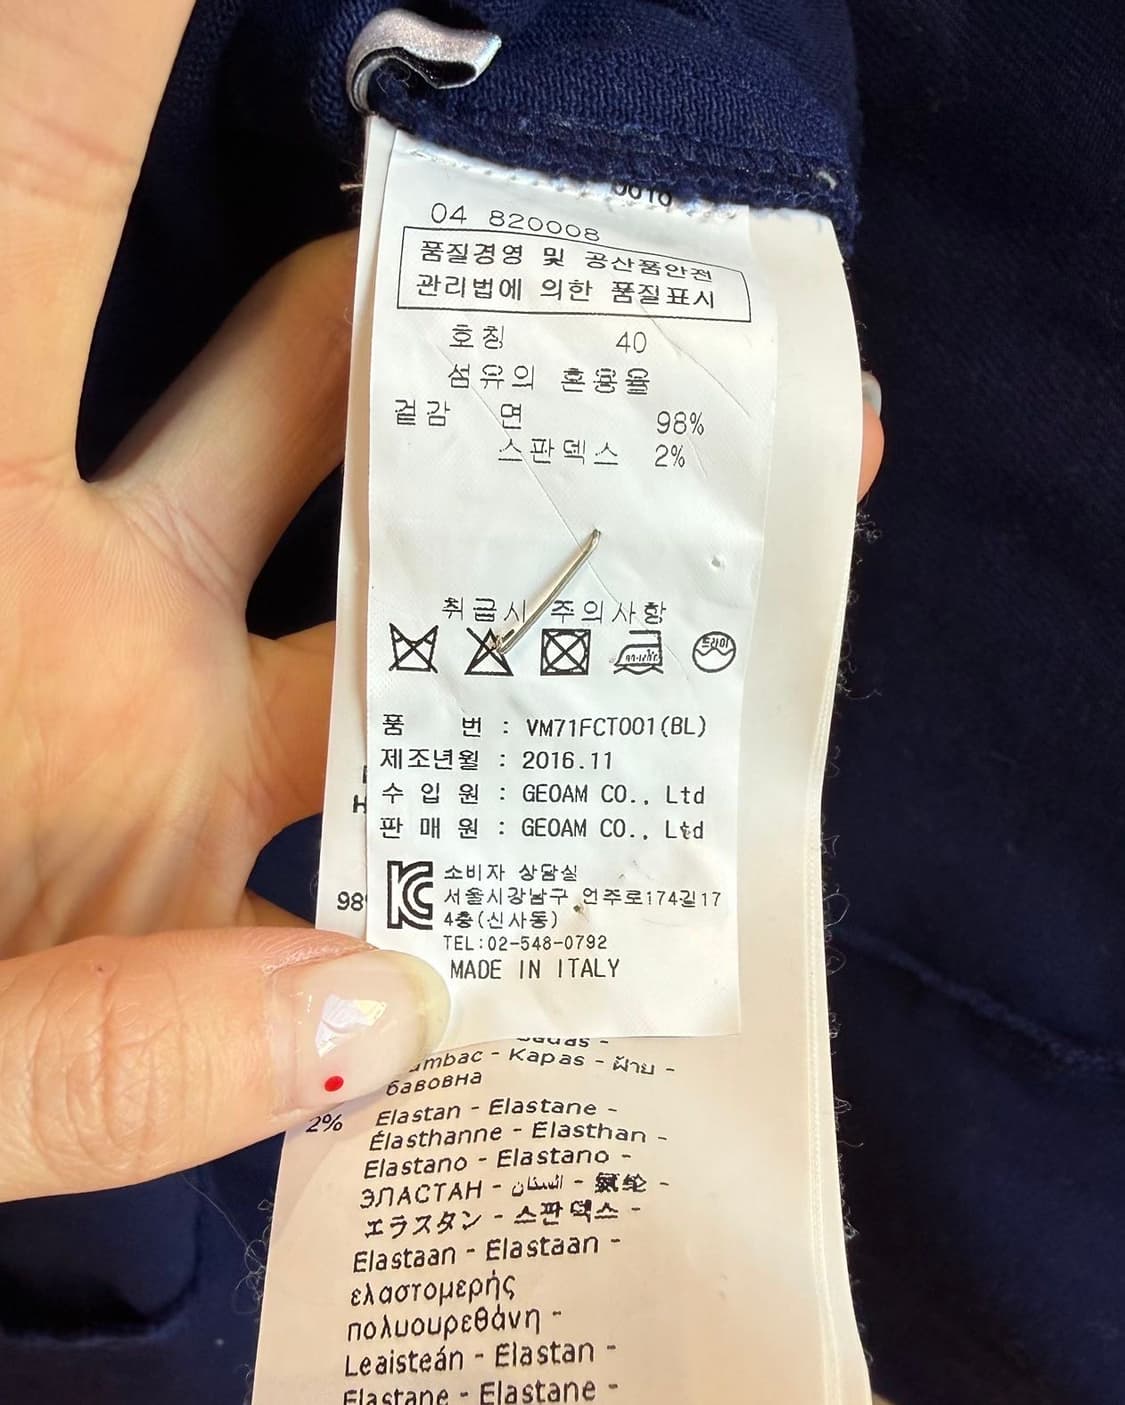 04 820008
품질경영 및 공산품안전
관리법에 의한 품질표시
호칭 40
섬유의 혼용율
겉감 면 98%
스판덱스 2%
취급시 주의사항
드라이
품 번 : VM71FCT001(BL)
제조년월 : 2016.11
수 입 원 : GEOAM CO., Ltd
판 매 원 : GEOAM CO., Ltd
소비자 상담실
서울시강남구 언주로174길17
4층(신사동)
TEL:02-548-0792
MADE IN ITALY
98
Kapas - ฝ้าย -
бавовна
2% Elastan - Elastane -
Élasthanne - Elasthan -
Elastano - Elastano -
ЭЛАСТАН - السنان - 氨纶 -
エラスタン - 스판덱스 -
Elastaan - Elastaan -
ελαστομερής
πολυουρεθάνη -
Leaisteán - Elastan -
Elastane - Elastane -